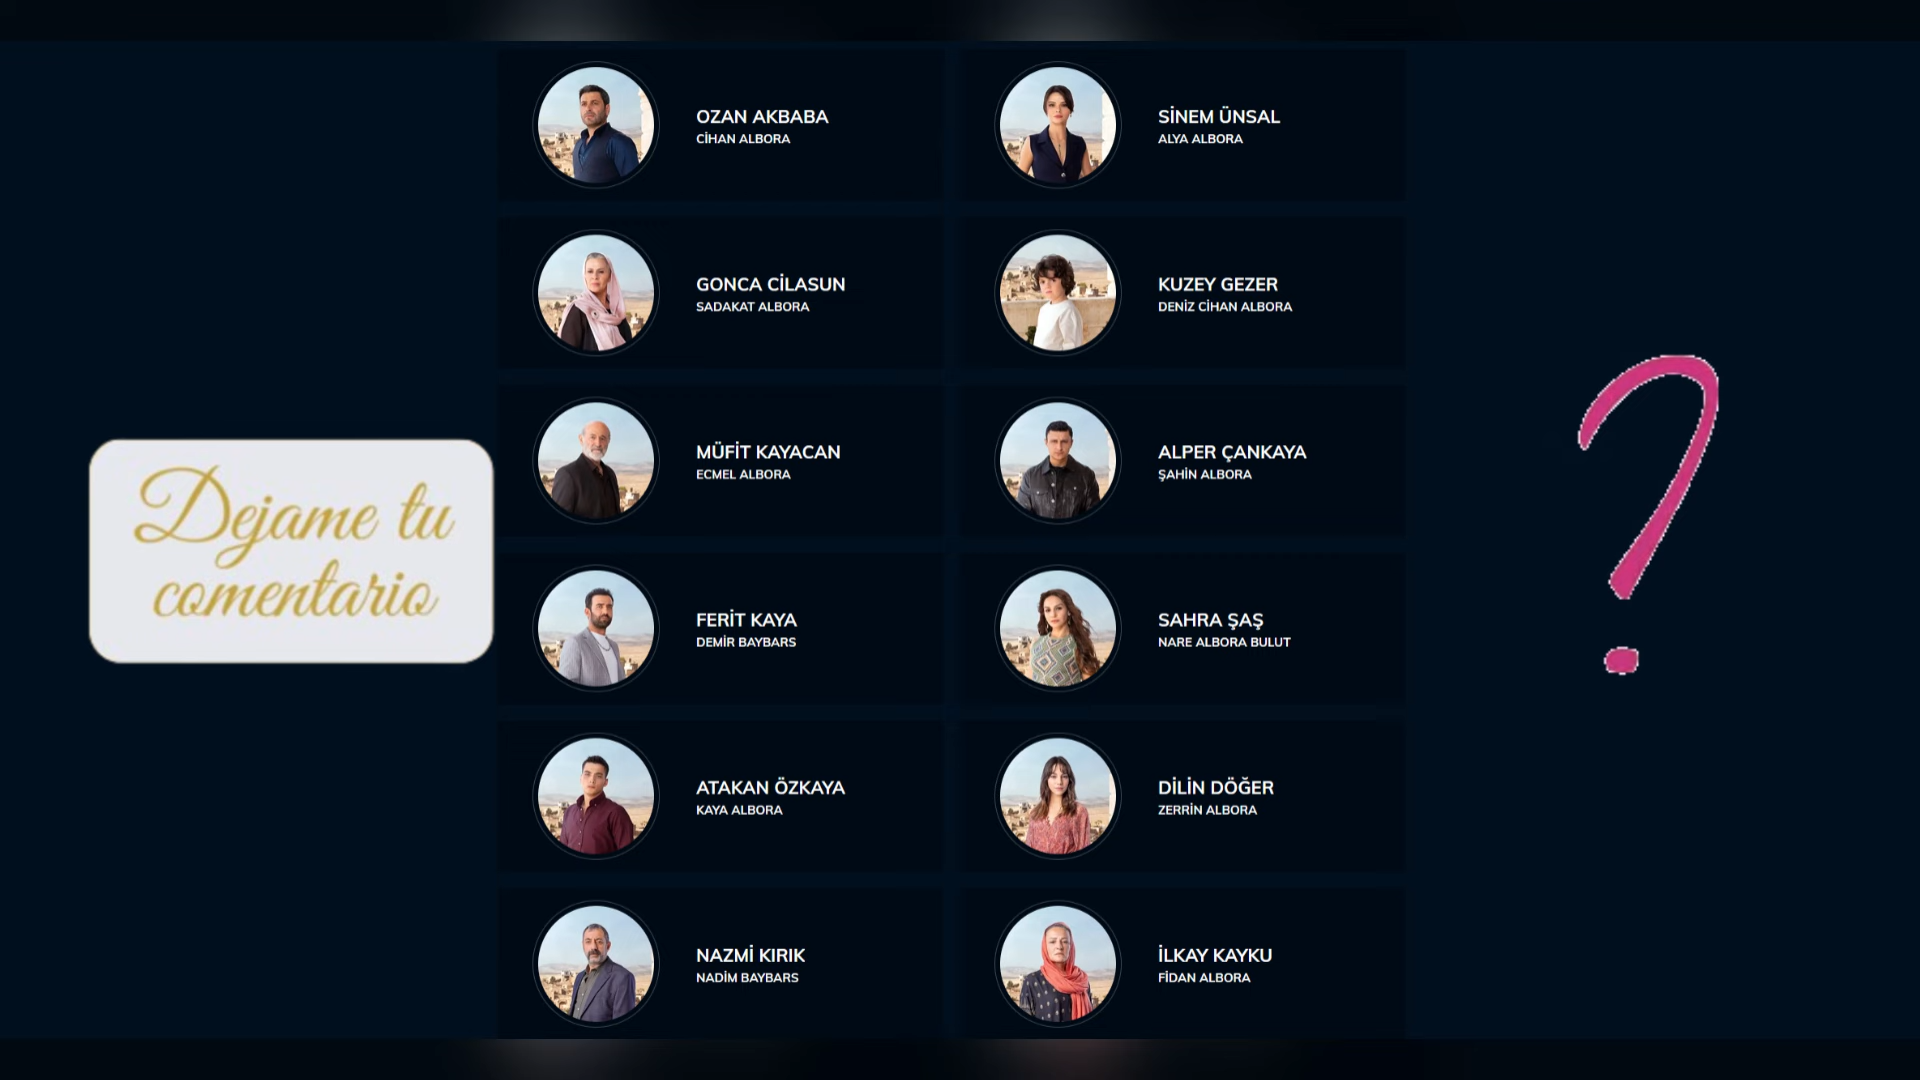 OZAN AKBABA
CİHAN ALBORA
SİNEM ÜNSAL
ALYA ALBORA
GONCA CİLASUN
SADAKAT ALBORA
KUZEY GEZER
DENİZ CİHAN ALBORA
MÜFİT KAYACAN
ECMEL ALBORA
ALPER ÇANKAYA
ŞAHİN ALBORA
Dejame tu
comentario
?
FERİT KAYA
DEMİR BAYBARS
SAHRA ŞAŞ
NARE ALBORA BULUT
ATAKAN ÖZKAYA
KAYA ALBORA
DİLİN DÖĞER
ZERRİN ALBORA
NAZMİ KIRIK
NADİM BAYBARS
İLKAY KAYKU
FİDAN ALBORA